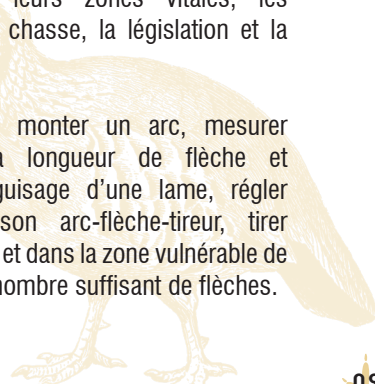 leurs zones vitales, les
chasse, la législation et la
monter un arc, mesurer
longueur de flèche et
d'une lame, régler
son arc-flèche-tireur, tirer
et dans la zone vulnérable de
nombre suffisant de flèches.